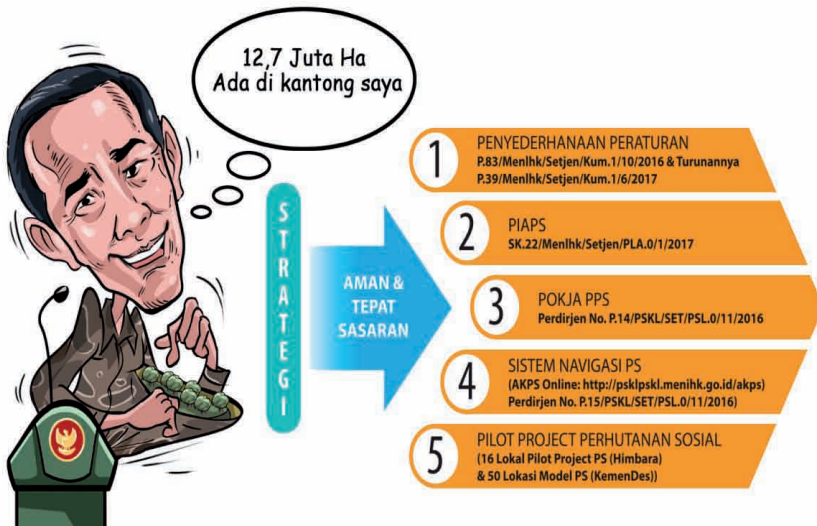 12,7 Juta Ha
Ada di kantong saya
STRATEGI
AMAN &
TEPAT
SASARAN
1
PENYEDERHANAAN PERATURAN
P.83/Menlhk/Setjen/Kum.1/10/2016 & Turunannya
P.39/Menlhk/Setjen/Kum.1/6/2017
2
PIAPS
SK.22/Menlhk/Setjen/PLA.0/1/2017
3
POKJA PPS
Perdirjen No. P.14/PSKL/SET/PSL.0/11/2016
4
SISTEM NAVIGASI PS
(AKPS Online: http://psklpskl.menihk.go.id/akps)
Perdirjen No. P.15/PSKL/SET/PSL.0/11/2016)
5
PILOT PROJECT PERHUTANAN SOSIAL
(16 Lokal Pilot Project PS (Himbara)
& 50 Lokasi Model PS (KemenDes))